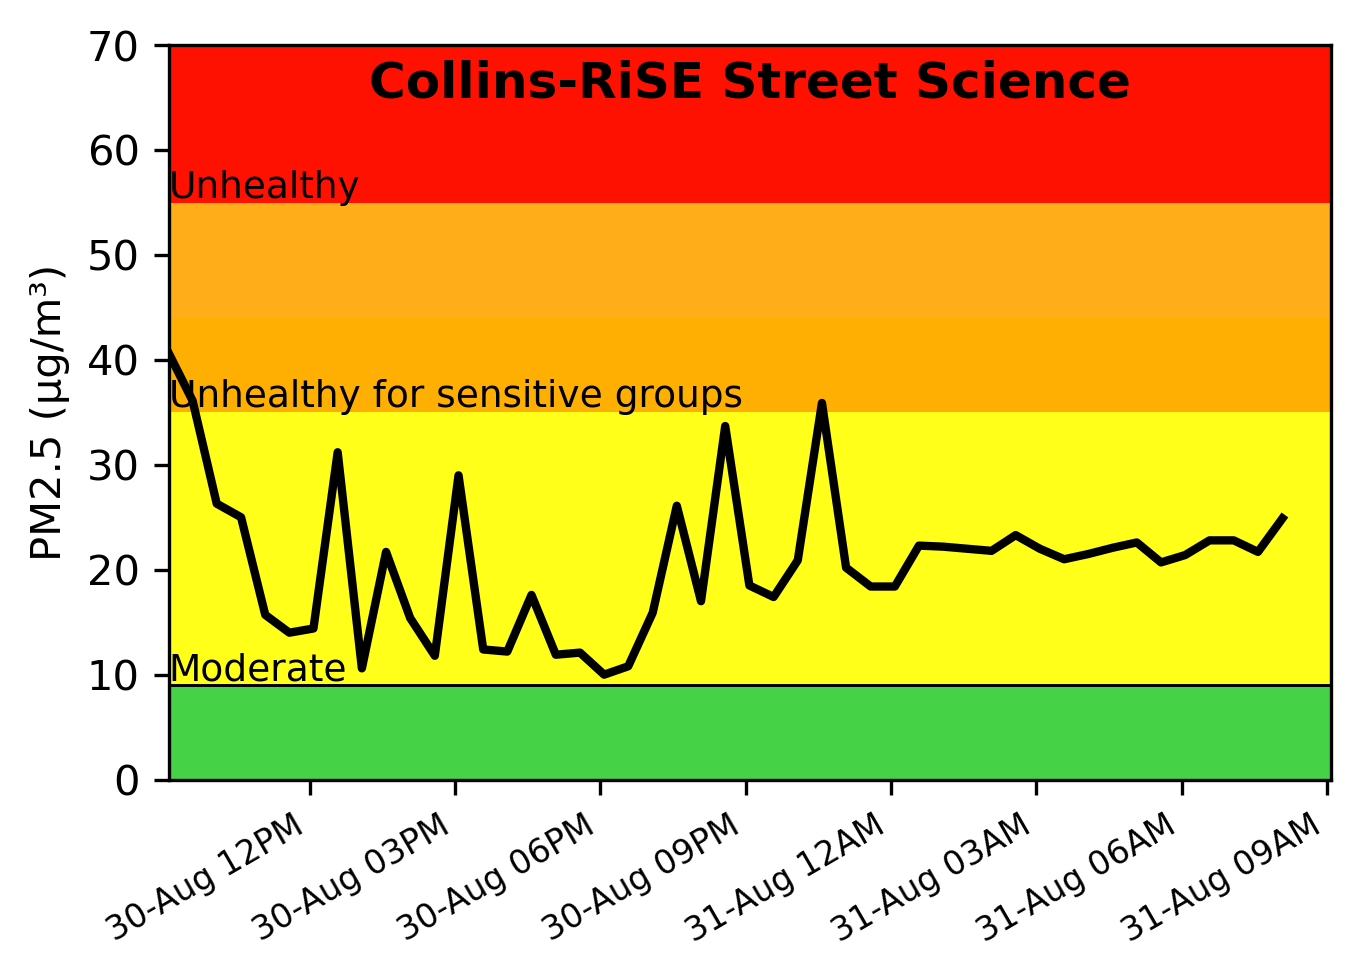 Collins-RiSE Street Science
PM2.5 (µg/m³)
70
60
50
40
30
20
10
0
Unhealthy
Unhealthy for sensitive groups
Moderate
30-Aug 12PM
30-Aug 03PM
30-Aug 06PM
30-Aug 09PM
31-Aug 12AM
31-Aug 03AM
31-Aug 06AM
31-Aug 09AM